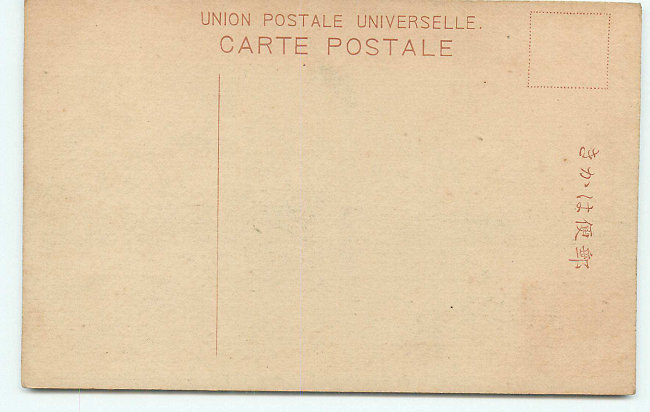 UNION POSTALE UNIVERSELLE.
CARTE POSTALE
郵便はかき